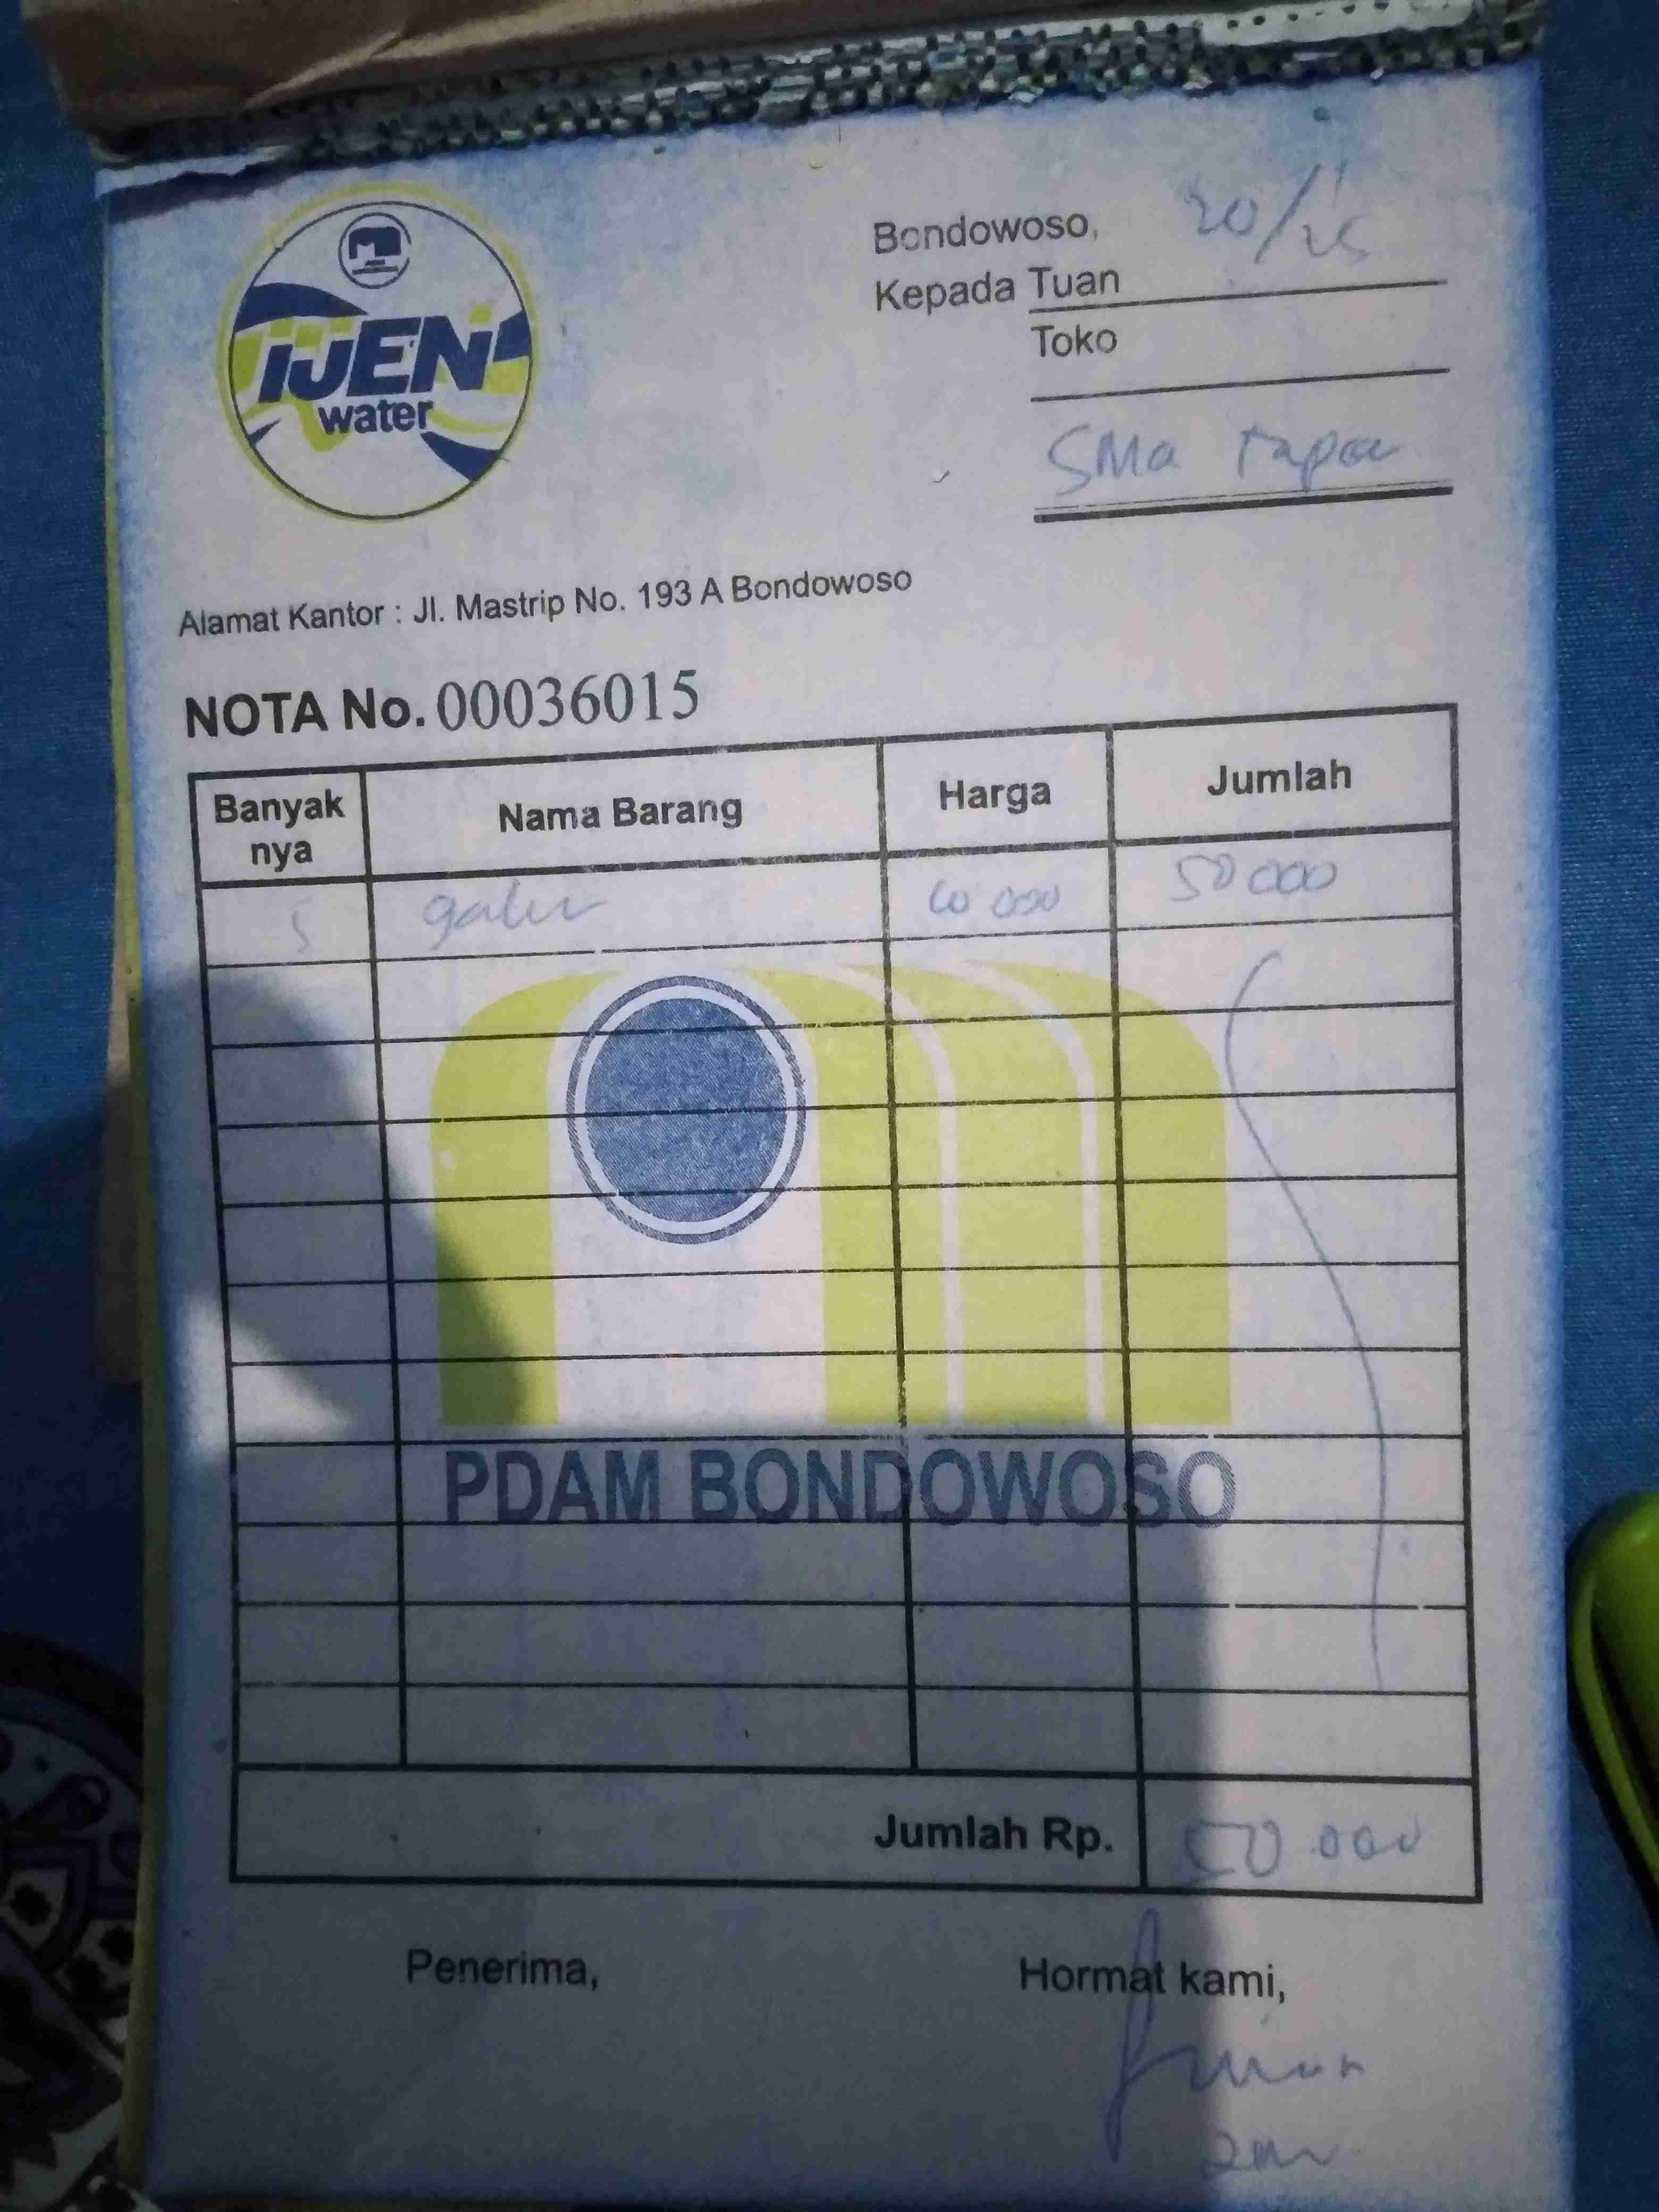 IJEN
water
Bondowoso, 20/11 25
Kepada Tuan
Toko
SMa Tapen
Alamat Kantor : Jl. Mastrip No. 193 A Bondowoso
NOTA No. 00036015
Banyak nya Nama Barang Harga Jumlah
5 galon 10 000 50 000
PDAM BONDOWOSO
Jumlah Rp. 50.000
Penerima, Hormat kami,